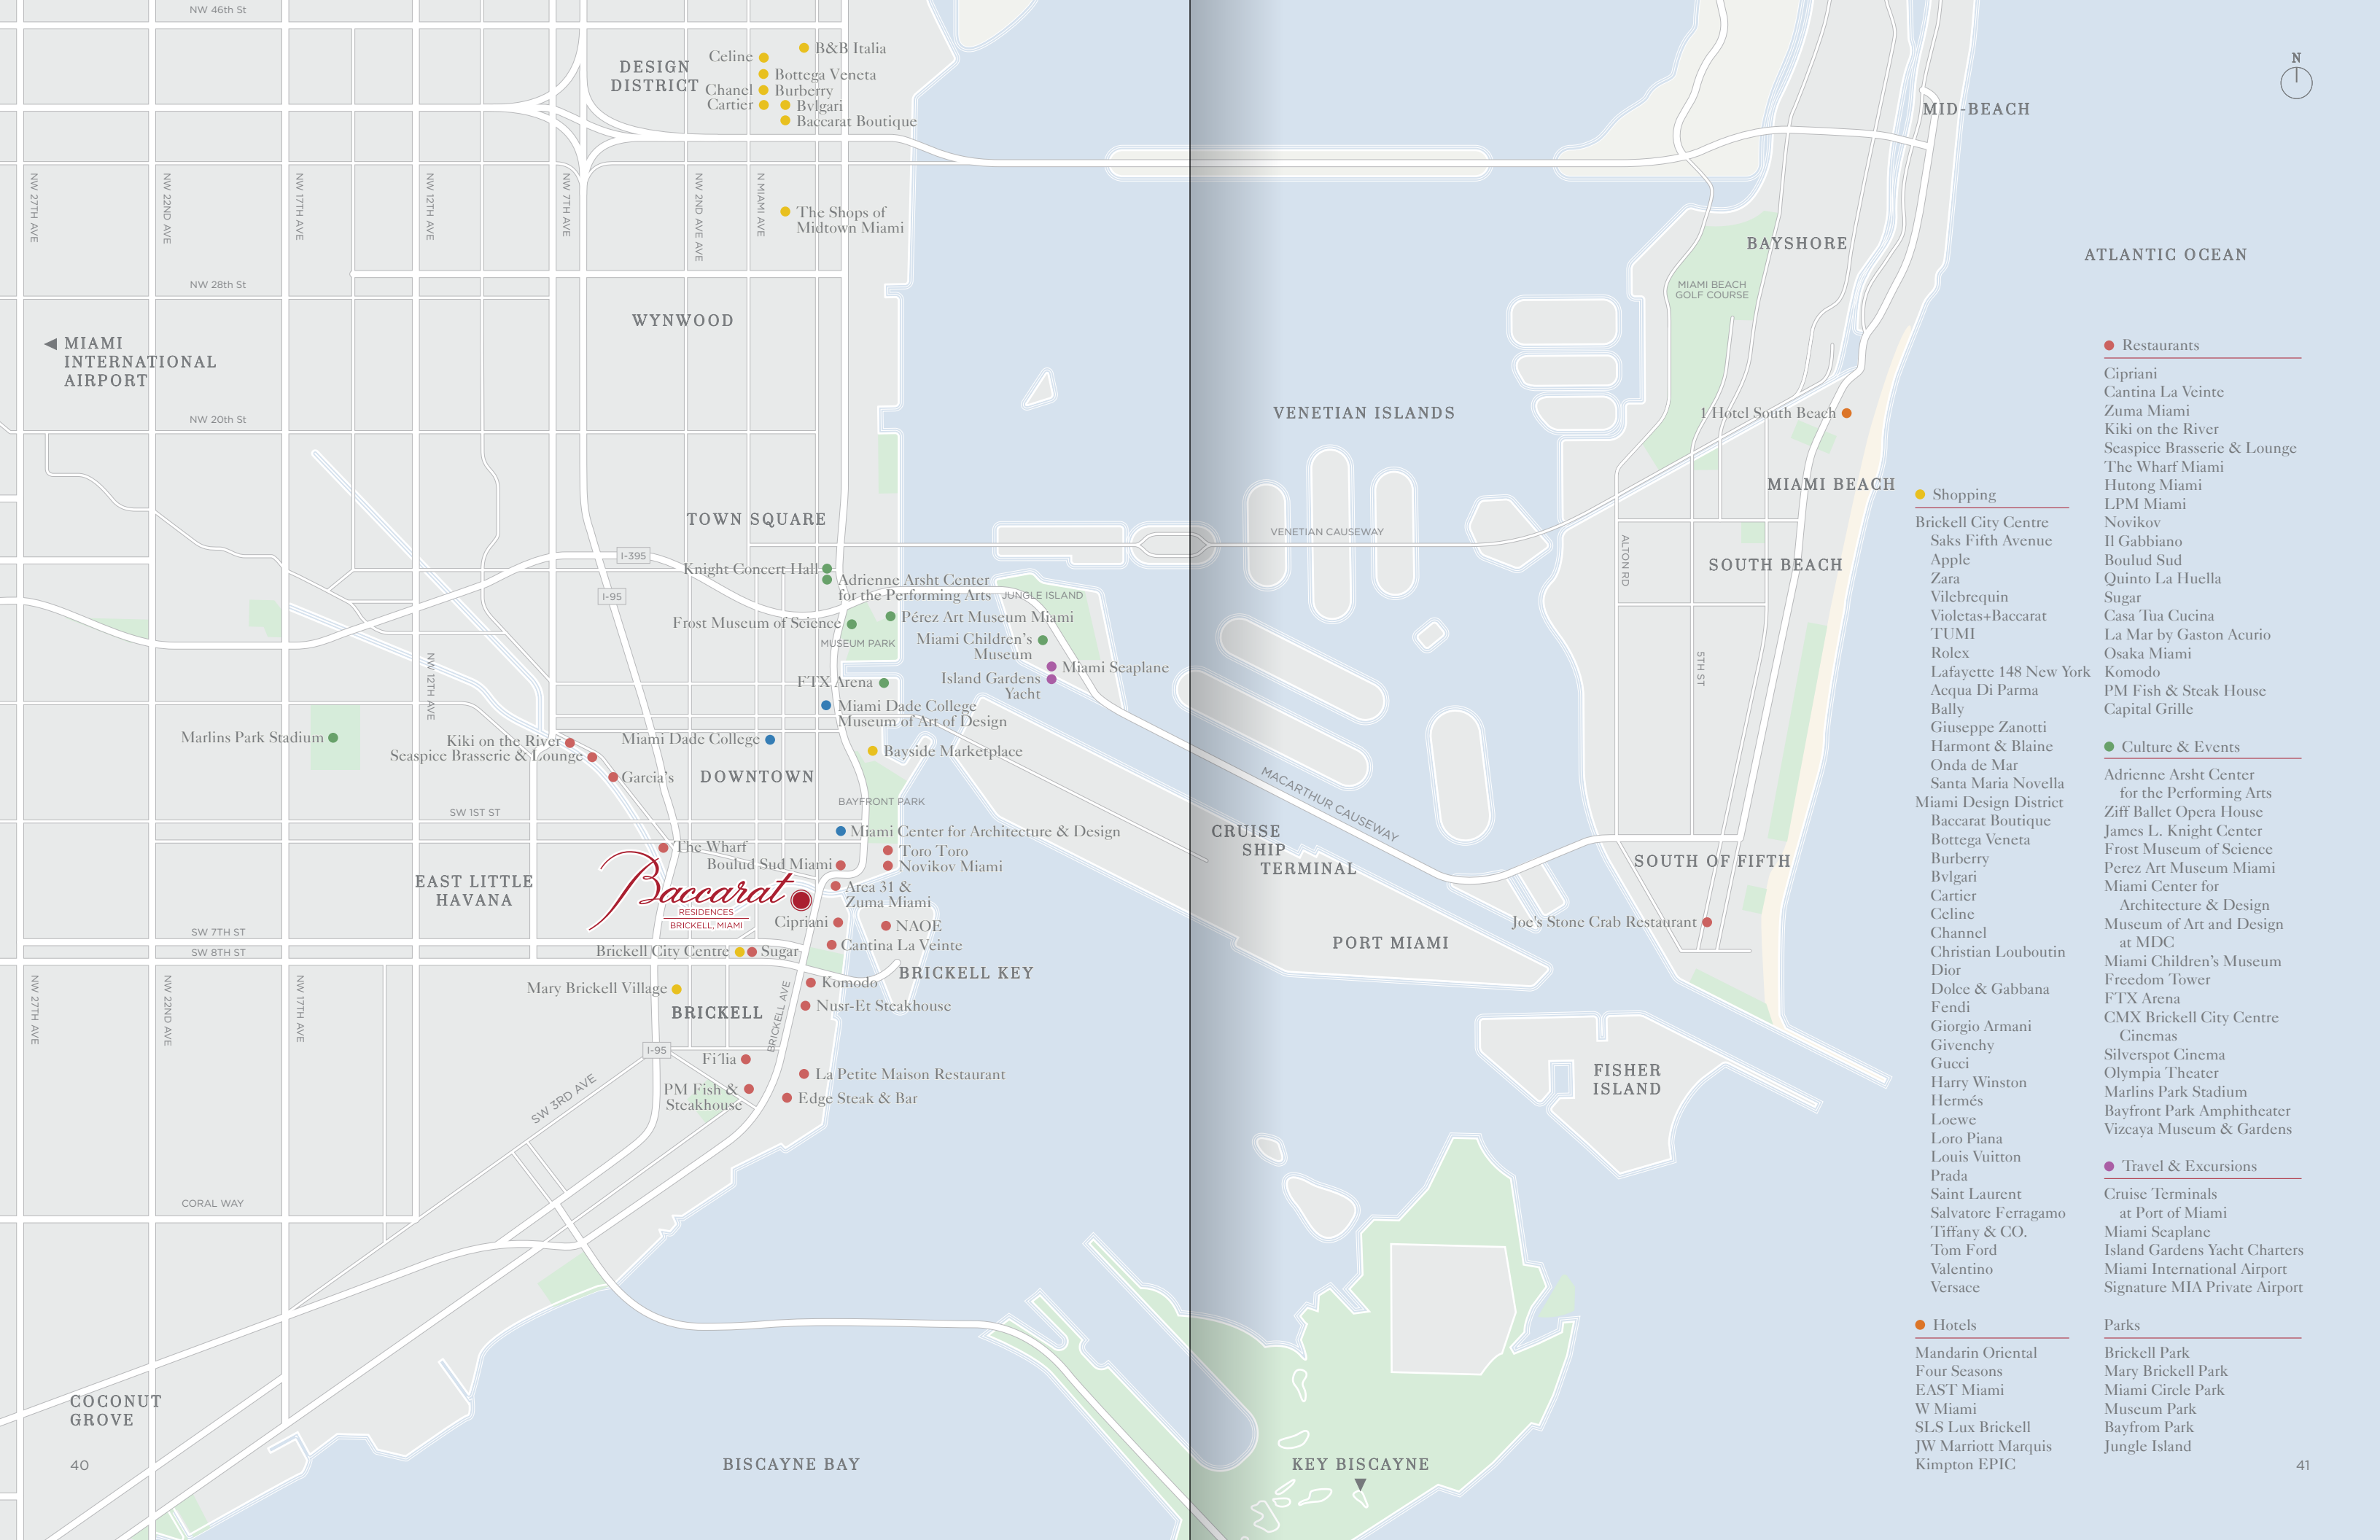 NW 46th St
DESIGN
DISTRICT
Celine
B&B Italia
Bottega Veneta
Chanel
Burberry
Cartier
Bvlgari
Baccarat Boutique
NW 27TH AVE
NW 22ND AVE
NW 17TH AVE
NW 12TH AVE
NW 7TH AVE
NW 2ND AVE AVE
N MIAMI AVE
The Shops of
Midtown Miami
NW 28th St
WYNWOOD
MIAMI
INTERNATIONAL
AIRPORT
NW 20th St
TOWN SQUARE
I-395
I-95
Knight Concert Hall
Adrienne Arsht Center
for the Performing Arts
JUNGLE ISLAND
Frost Museum of Science
Pérez Art Museum Miami
MUSEUM PARK
Miami Children's
Museum
Miami Seaplane
Island Gardens
Yacht
FTX Arena
NW 12TH AVE
Miami Dade College
Museum of Art of Design
Marlins Park Stadium
Kiki on the River
Seaspice Brasserie & Lounge
Miami Dade College
Bayside Marketplace
Garcia's
DOWNTOWN
BAYFRONT PARK
SW 1ST ST
Miami Center for Architecture & Design
The Wharf
Toro Toro
Boulud Sud Miami
Novikov Miami
EAST LITTLE
HAVANA
Baccarat
RESIDENCES
BRICKELL, MIAMI
Area 31 &
Zuma Miami
Cipriani
NAOE
SW 7TH ST
SW 8TH ST
Brickell City Centre
Sugar
Cantina La Veinte
BRICKELL KEY
NW 27TH AVE
NW 22ND AVE
NW 17TH AVE
Mary Brickell Village
Komodo
BRICKELL
BRICKELL AVE
Nusr-Et Steakhouse
I-95
Fi'lia
SW 3RD AVE
La Petite Maison Restaurant
PM Fish &
Steakhouse
Edge Steak & Bar
CORAL WAY
COCONUT
GROVE
40
BISCAYNE BAY
N
MID-BEACH
BAYSHORE
ATLANTIC OCEAN
MIAMI BEACH
GOLF COURSE
VENETIAN ISLANDS
1 Hotel South Beach
MIAMI BEACH
VENETIAN CAUSEWAY
ALTON RD
SOUTH BEACH
5TH ST
MACARTHUR CAUSEWAY
CRUISE
SHIP
TERMINAL
SOUTH OF FIFTH
Joe's Stone Crab Restaurant
PORT MIAMI
FISHER
ISLAND
KEY BISCAYNE
Shopping
Brickell City Centre
Saks Fifth Avenue
Apple
Zara
Vilebrequin
Violetas+Baccarat
TUMI
Rolex
Lafayette 148 New York
Acqua Di Parma
Bally
Giuseppe Zanotti
Harmont & Blaine
Onda de Mar
Santa Maria Novella
Miami Design District
Baccarat Boutique
Bottega Veneta
Burberry
Bvlgari
Cartier
Celine
Channel
Christian Louboutin
Dior
Dolce & Gabbana
Fendi
Giorgio Armani
Givenchy
Gucci
Harry Winston
Hermés
Loewe
Loro Piana
Louis Vuitton
Prada
Saint Laurent
Salvatore Ferragamo
Tiffany & CO.
Tom Ford
Valentino
Versace
Hotels
Mandarin Oriental
Four Seasons
EAST Miami
W Miami
SLS Lux Brickell
JW Marriott Marquis
Kimpton EPIC
Restaurants
Cipriani
Cantina La Veinte
Zuma Miami
Kiki on the River
Seaspice Brasserie & Lounge
The Wharf Miami
Hutong Miami
LPM Miami
Novikov
Il Gabbiano
Boulud Sud
Quinto La Huella
Sugar
Casa Tua Cucina
La Mar by Gaston Acurio
Osaka Miami
Komodo
PM Fish & Steak House
Capital Grille
Culture & Events
Adrienne Arsht Center
for the Performing Arts
Ziff Ballet Opera House
James L. Knight Center
Frost Museum of Science
Perez Art Museum Miami
Miami Center for
Architecture & Design
Museum of Art and Design
at MDC
Miami Children's Museum
Freedom Tower
FTX Arena
CMX Brickell City Centre
Cinemas
Silverspot Cinema
Olympia Theater
Marlins Park Stadium
Bayfront Park Amphitheater
Vizcaya Museum & Gardens
Travel & Excursions
Cruise Terminals
at Port of Miami
Miami Seaplane
Island Gardens Yacht Charters
Miami International Airport
Signature MIA Private Airport
Parks
Brickell Park
Mary Brickell Park
Miami Circle Park
Museum Park
Bayfrom Park
Jungle Island
41